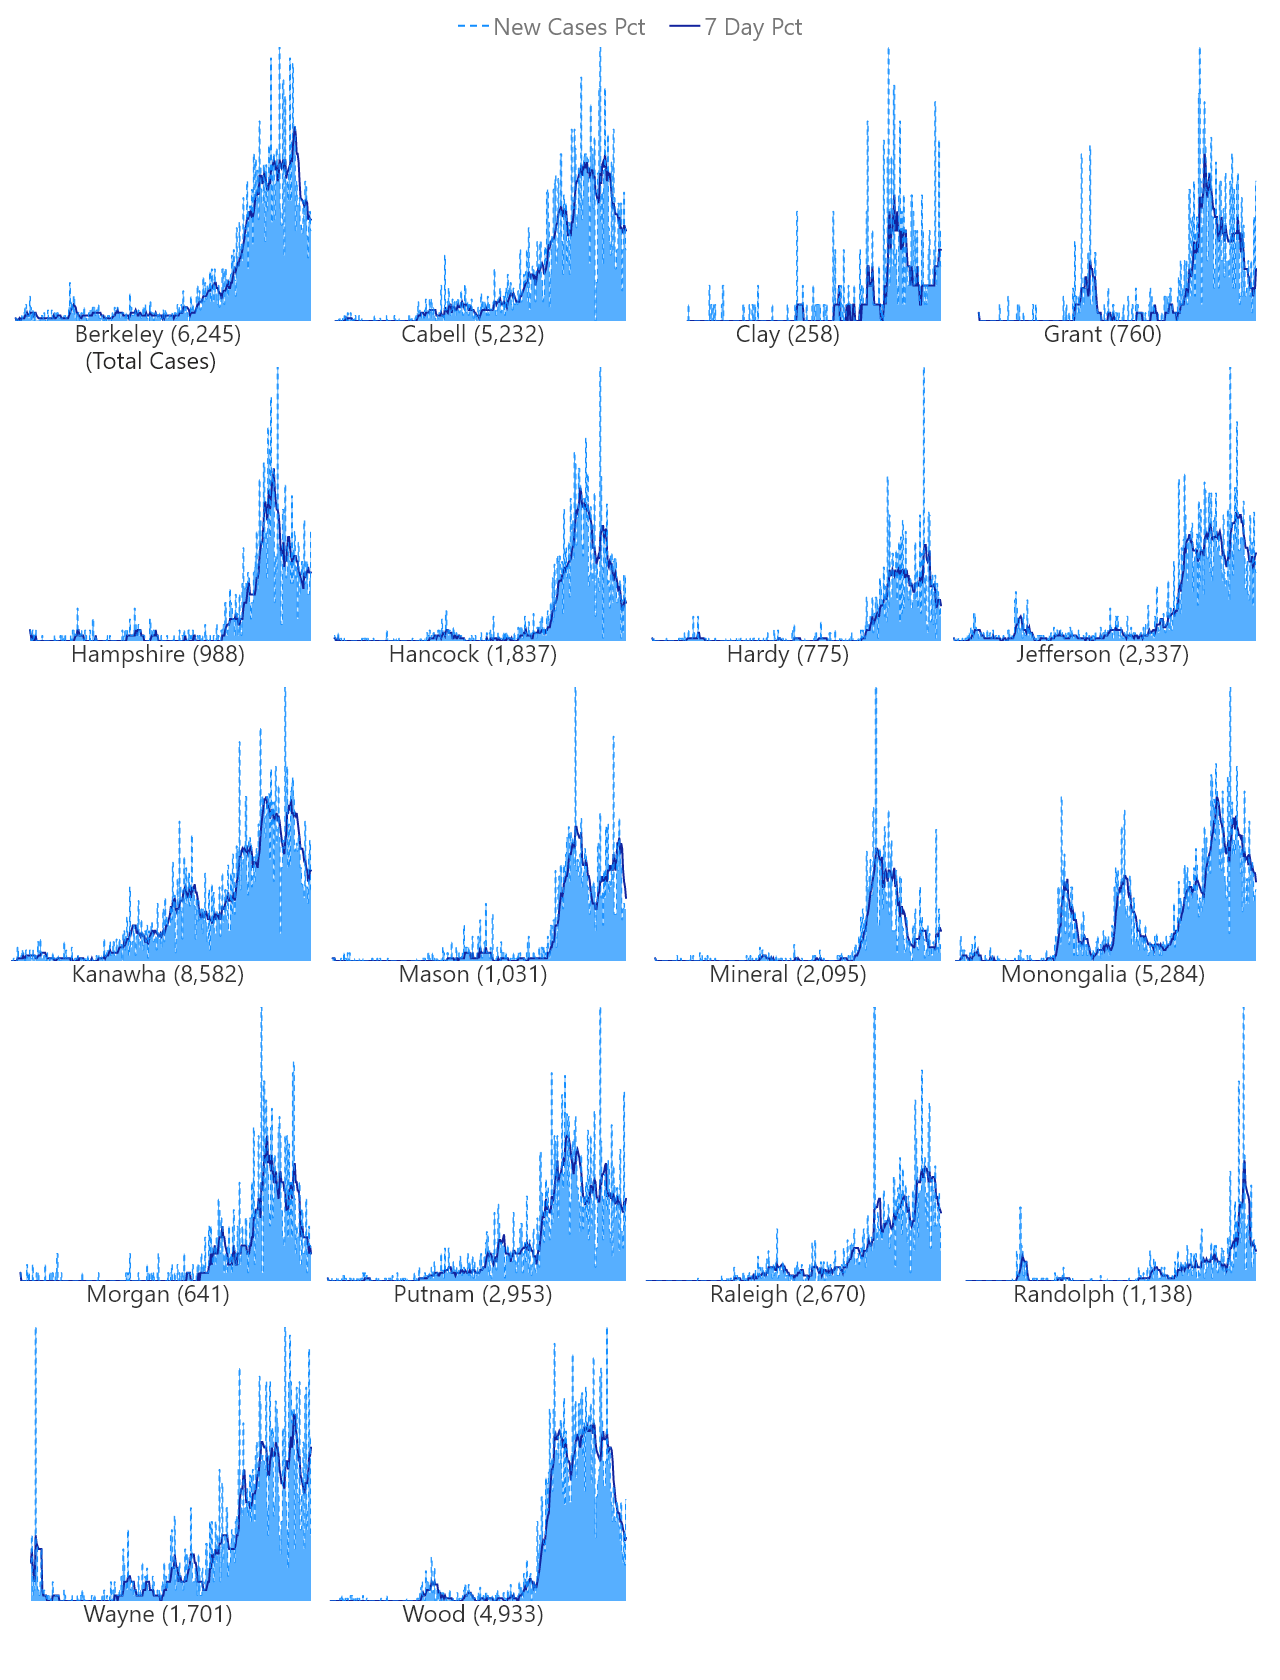 New Cases Pct 7 Day Pct
Berkeley (6,245) Cabell (5,232) Clay (258) Grant (760)
(Total Cases)
Hampshire (988) Hancock (1,837) Hardy (775) Jefferson (2,337)
Kanawha (8,582) Mason (1,031) Mineral (2,095) Monongalia (5,284)
Morgan (641) Putnam (2,953) Raleigh (2,670) Randolph (1,138)
Wayne (1,701) Wood (4,933)